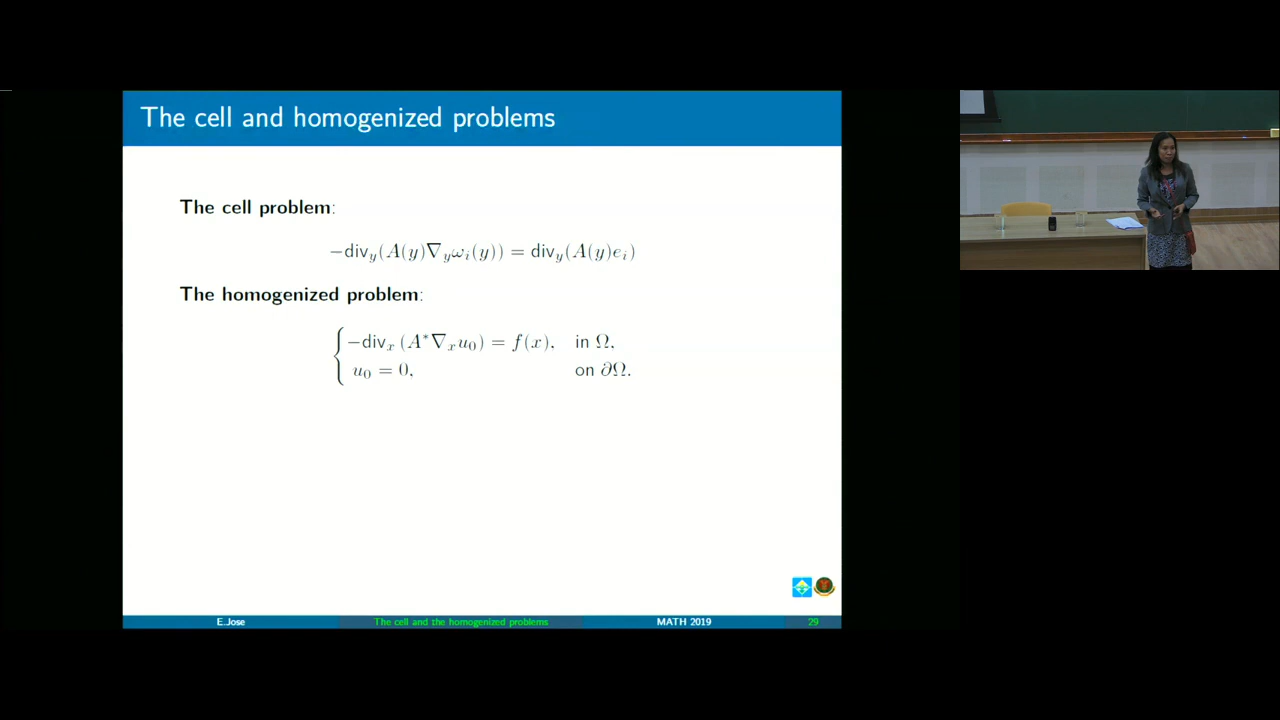 The cell and homogenized problems
The cell problem:
−div_y(A(y)∇_yω_i(y)) = div_y(A(y)e_i)
The homogenized problem:
−div_x (A*∇_x u_0) = f(x), in Ω,
u_0 = 0, on ∂Ω.
E.Jose The cell and the homogenized problems MATH 2019 29